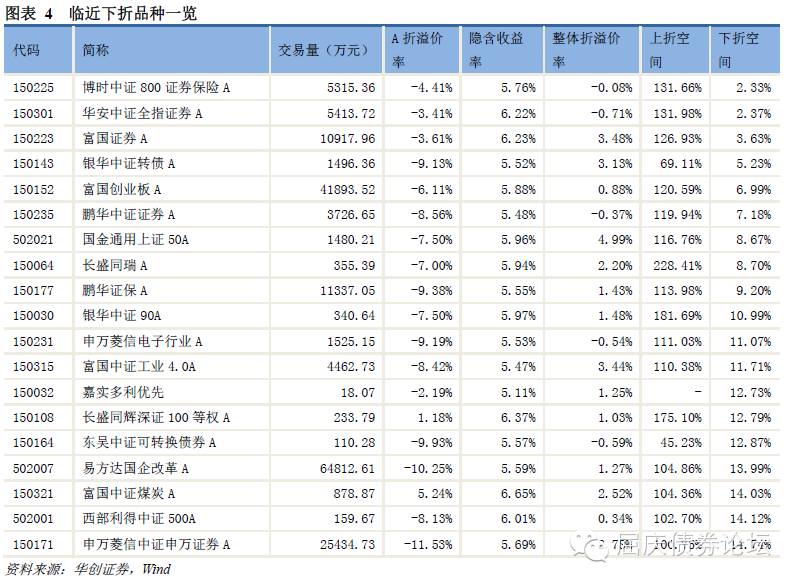 图表 4 临近下折品种一览
代码 简称 交易量（万元） A 折溢价率 隐含收益率 整体折溢价率 上折空间 下折空间
150225 博时中证 800 证券保险 A 5315.36 -4.41% 5.76% -0.08% 131.66% 2.33%
150301 华安中证全指证券 A 5413.72 -3.41% 6.22% -0.71% 131.98% 2.37%
150223 富国证券 A 10917.96 -3.61% 6.23% 3.48% 126.93% 3.63%
150143 银华中证转债 A 1496.36 -9.13% 5.52% 3.13% 69.11% 5.23%
150152 富国创业板 A 41893.52 -6.11% 5.88% 0.88% 120.59% 6.99%
150235 鹏华中证证券 A 3726.65 -8.56% 5.48% -0.37% 119.94% 7.18%
502021 国金通用上证 50A 1480.21 -7.50% 5.96% 4.99% 116.76% 8.67%
150064 长盛同瑞 A 355.39 -7.00% 5.94% 2.20% 228.41% 8.70%
150177 鹏华证保 A 11337.05 -9.38% 5.55% 1.43% 113.98% 9.20%
150030 银华中证 90A 340.64 -7.50% 5.97% 1.48% 181.69% 10.99%
150231 申万菱信电子行业 A 1525.15 -9.19% 5.53% -0.54% 111.03% 11.07%
150315 富国中证工业 4.0A 4462.73 -8.42% 5.47% 3.44% 110.38% 11.71%
150032 嘉实多利优先 18.07 -2.19% 5.11% 1.25% - 12.73%
150108 长盛同辉深证 100 等权 A 233.79 1.18% 6.37% 1.03% 175.10% 12.79%
150164 东吴中证可转换债券 A 110.28 -9.93% 5.57% -0.59% 45.23% 12.87%
502007 易方达国企改革 A 64812.61 -10.25% 5.59% 1.27% 104.86% 13.99%
150321 富国中证煤炭 A 878.87 5.24% 6.65% 2.52% 104.36% 14.03%
502001 西部利得中证 500A 159.67 -8.13% 6.01% 0.34% 102.70% 14.12%
150171 申万菱信中证申万证券 A 25434.73 -11.53% 5.69%
屈庆债券论坛
资料来源：华创证券，Wind